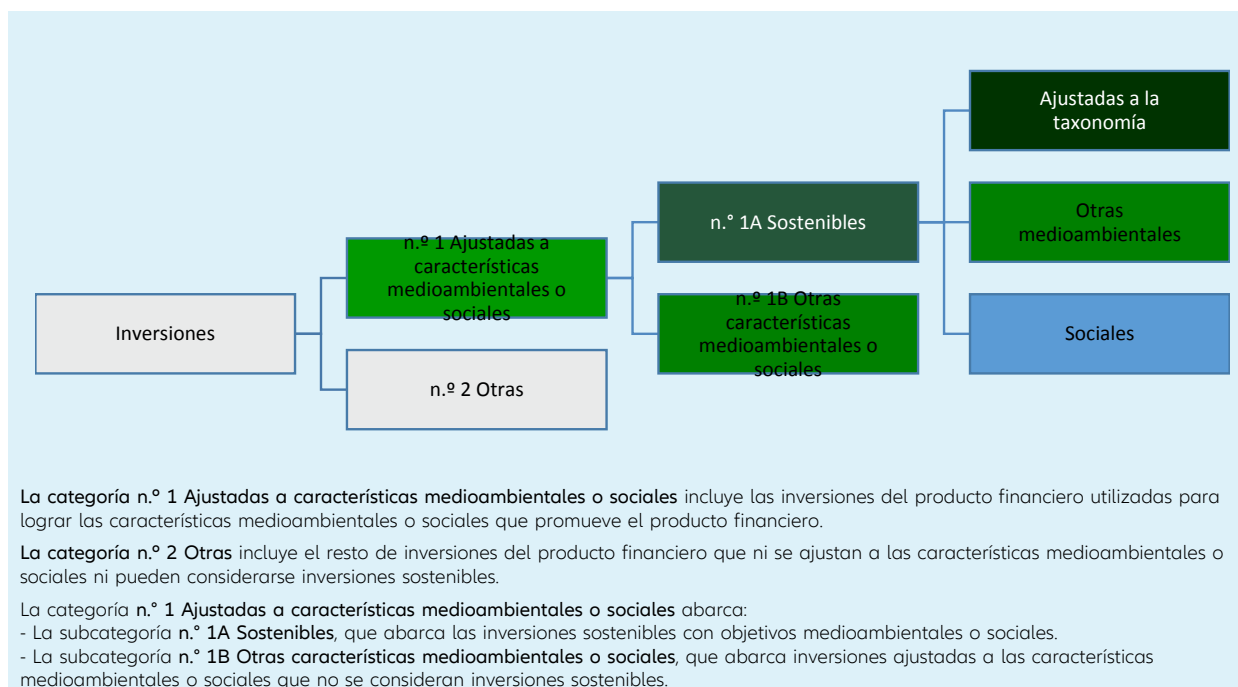 Ajustadas a la
taxonomía
n.° 1A Sostenibles
Otras
medioambientales
n.º 1 Ajustadas a
características
medioambientales o
sociales
n.º 1B Otras
características
medioambientales o
sociales
Inversiones
Sociales
n.º 2 Otras
La categoría n.º 1 Ajustadas a características medioambientales o sociales incluye las inversiones del producto financiero utilizadas para
lograr las características medioambientales o sociales que promueve el producto financiero.
La categoría n.º 2 Otras incluye el resto de inversiones del producto financiero que ni se ajustan a las características medioambientales o
sociales ni pueden considerarse inversiones sostenibles.
La categoría n.° 1 Ajustadas a características medioambientales o sociales abarca:
- La subcategoría n.° 1A Sostenibles, que abarca las inversiones sostenibles con objetivos medioambientales o sociales.
- La subcategoría n.° 1B Otras características medioambientales o sociales, que abarca inversiones ajustadas a las características
medioambientales o sociales que no se consideran inversiones sostenibles.